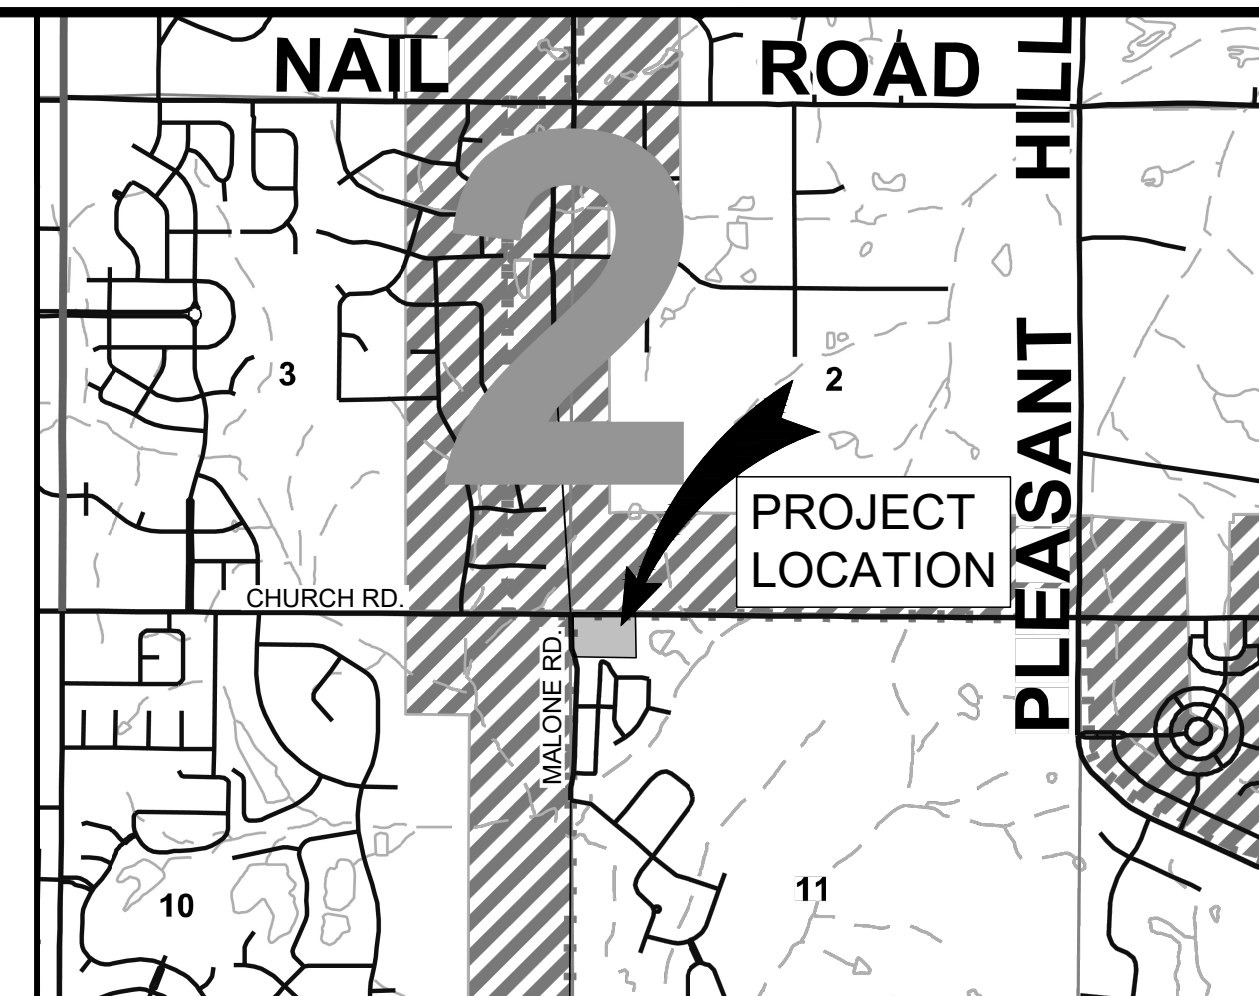 NAIL ROAD
PLEASANT HILL
2
3
2
PROJECT
LOCATION
CHURCH RD.
MALONE RD.
10
11